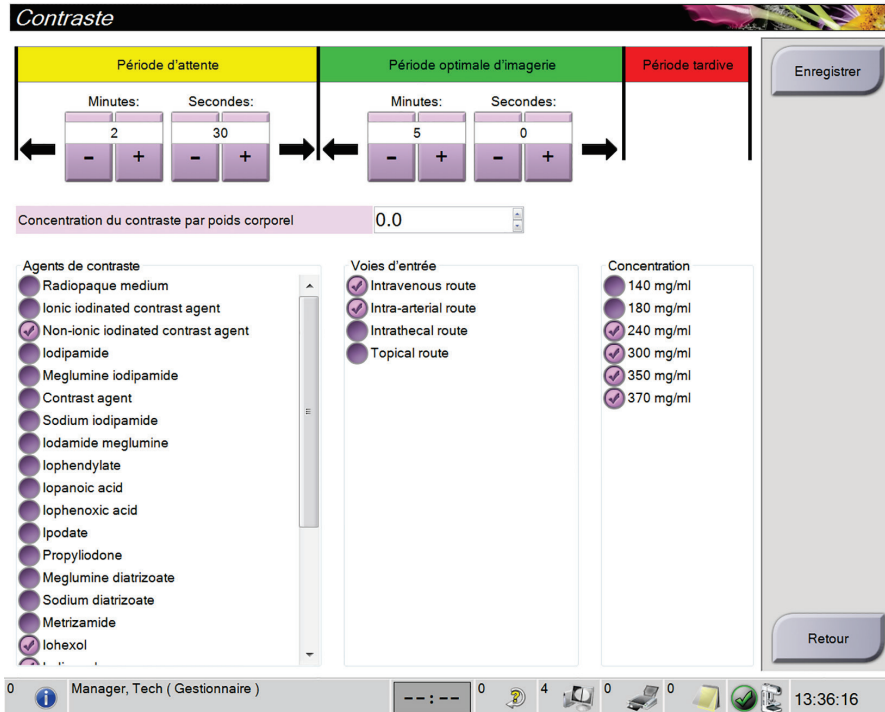 Contraste
Période d'attente
Période optimale d'imagerie
Période tardive
Enregistrer
Minutes:
Secondes:
Minutes:
Secondes:
2
30
5
0
- + - + - + - +
Concentration du contraste par poids corporel
0.0
Agents de contraste
Radiopaque medium
Ionic iodinated contrast agent
Non-ionic iodinated contrast agent
Iodipamide
Meglumine iodipamide
Contrast agent
Sodium iodipamide
Iodamide meglumine
Iophendylate
Iopanoic acid
Iophenoxic acid
Ipodate
Propyliodone
Meglumine diatrizoate
Sodium diatrizoate
Metrizamide
Iohexol
Voies d'entrée
Intravenous route
Intra-arterial route
Intrathecal route
Topical route
Concentration
140 mg/ml
180 mg/ml
240 mg/ml
300 mg/ml
350 mg/ml
370 mg/ml
Retour
0
Manager, Tech ( Gestionnaire )
--:--
0
4
0
0
13:36:16